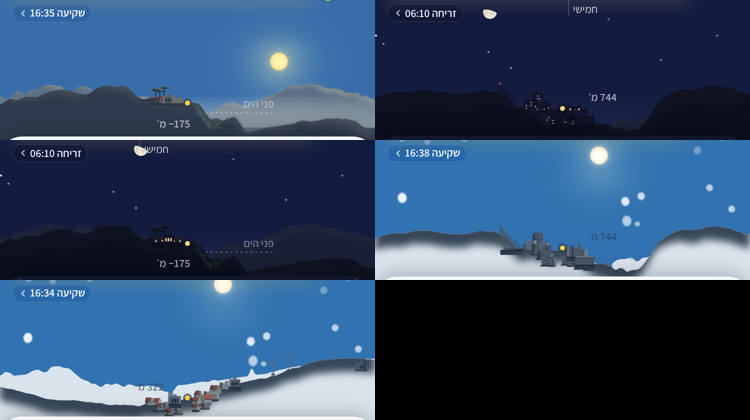 שקיעה 16:35
פני הים
−175 מ'
זריחה 06:10
חמישי
744 מ'
זריחה 06:10
חמישי
פני הים
−175 מ'
שקיעה 16:38
744 מ'
שקיעה 16:34
322 מ'